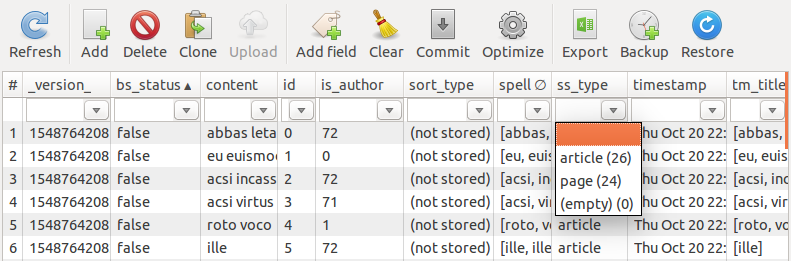 Refresh Add Delete Clone Upload Add field Clear Commit Optimize Export Backup Restore
# _version_ bs_status ▲ content id is_author sort_type spell ∅ ss_type timestamp tm_title
1 1548764208 false abbas leta 0 72 (not stored) [abbas, Thu Oct 20 22: [abbas,
2 1548764208 false eu euismo 1 0 (not stored) [eu, euis article (26) Thu Oct 20 22: [eu, eui
3 1548764208 false acsi incass 2 72 (not stored) [acsi, inc page (24) Thu Oct 20 22: [acsi, inc
4 1548764208 false acsi virtus 3 71 (not stored) [acsi, vir (empty) (0) Thu Oct 20 22: [acsi, vir
5 1548764208 false roto voco 4 1 (not stored) [roto, vo article Thu Oct 20 22: [roto, vo
6 1548764208 false ille 5 72 (not stored) [ille, ille article Thu Oct 20 22: [ille]